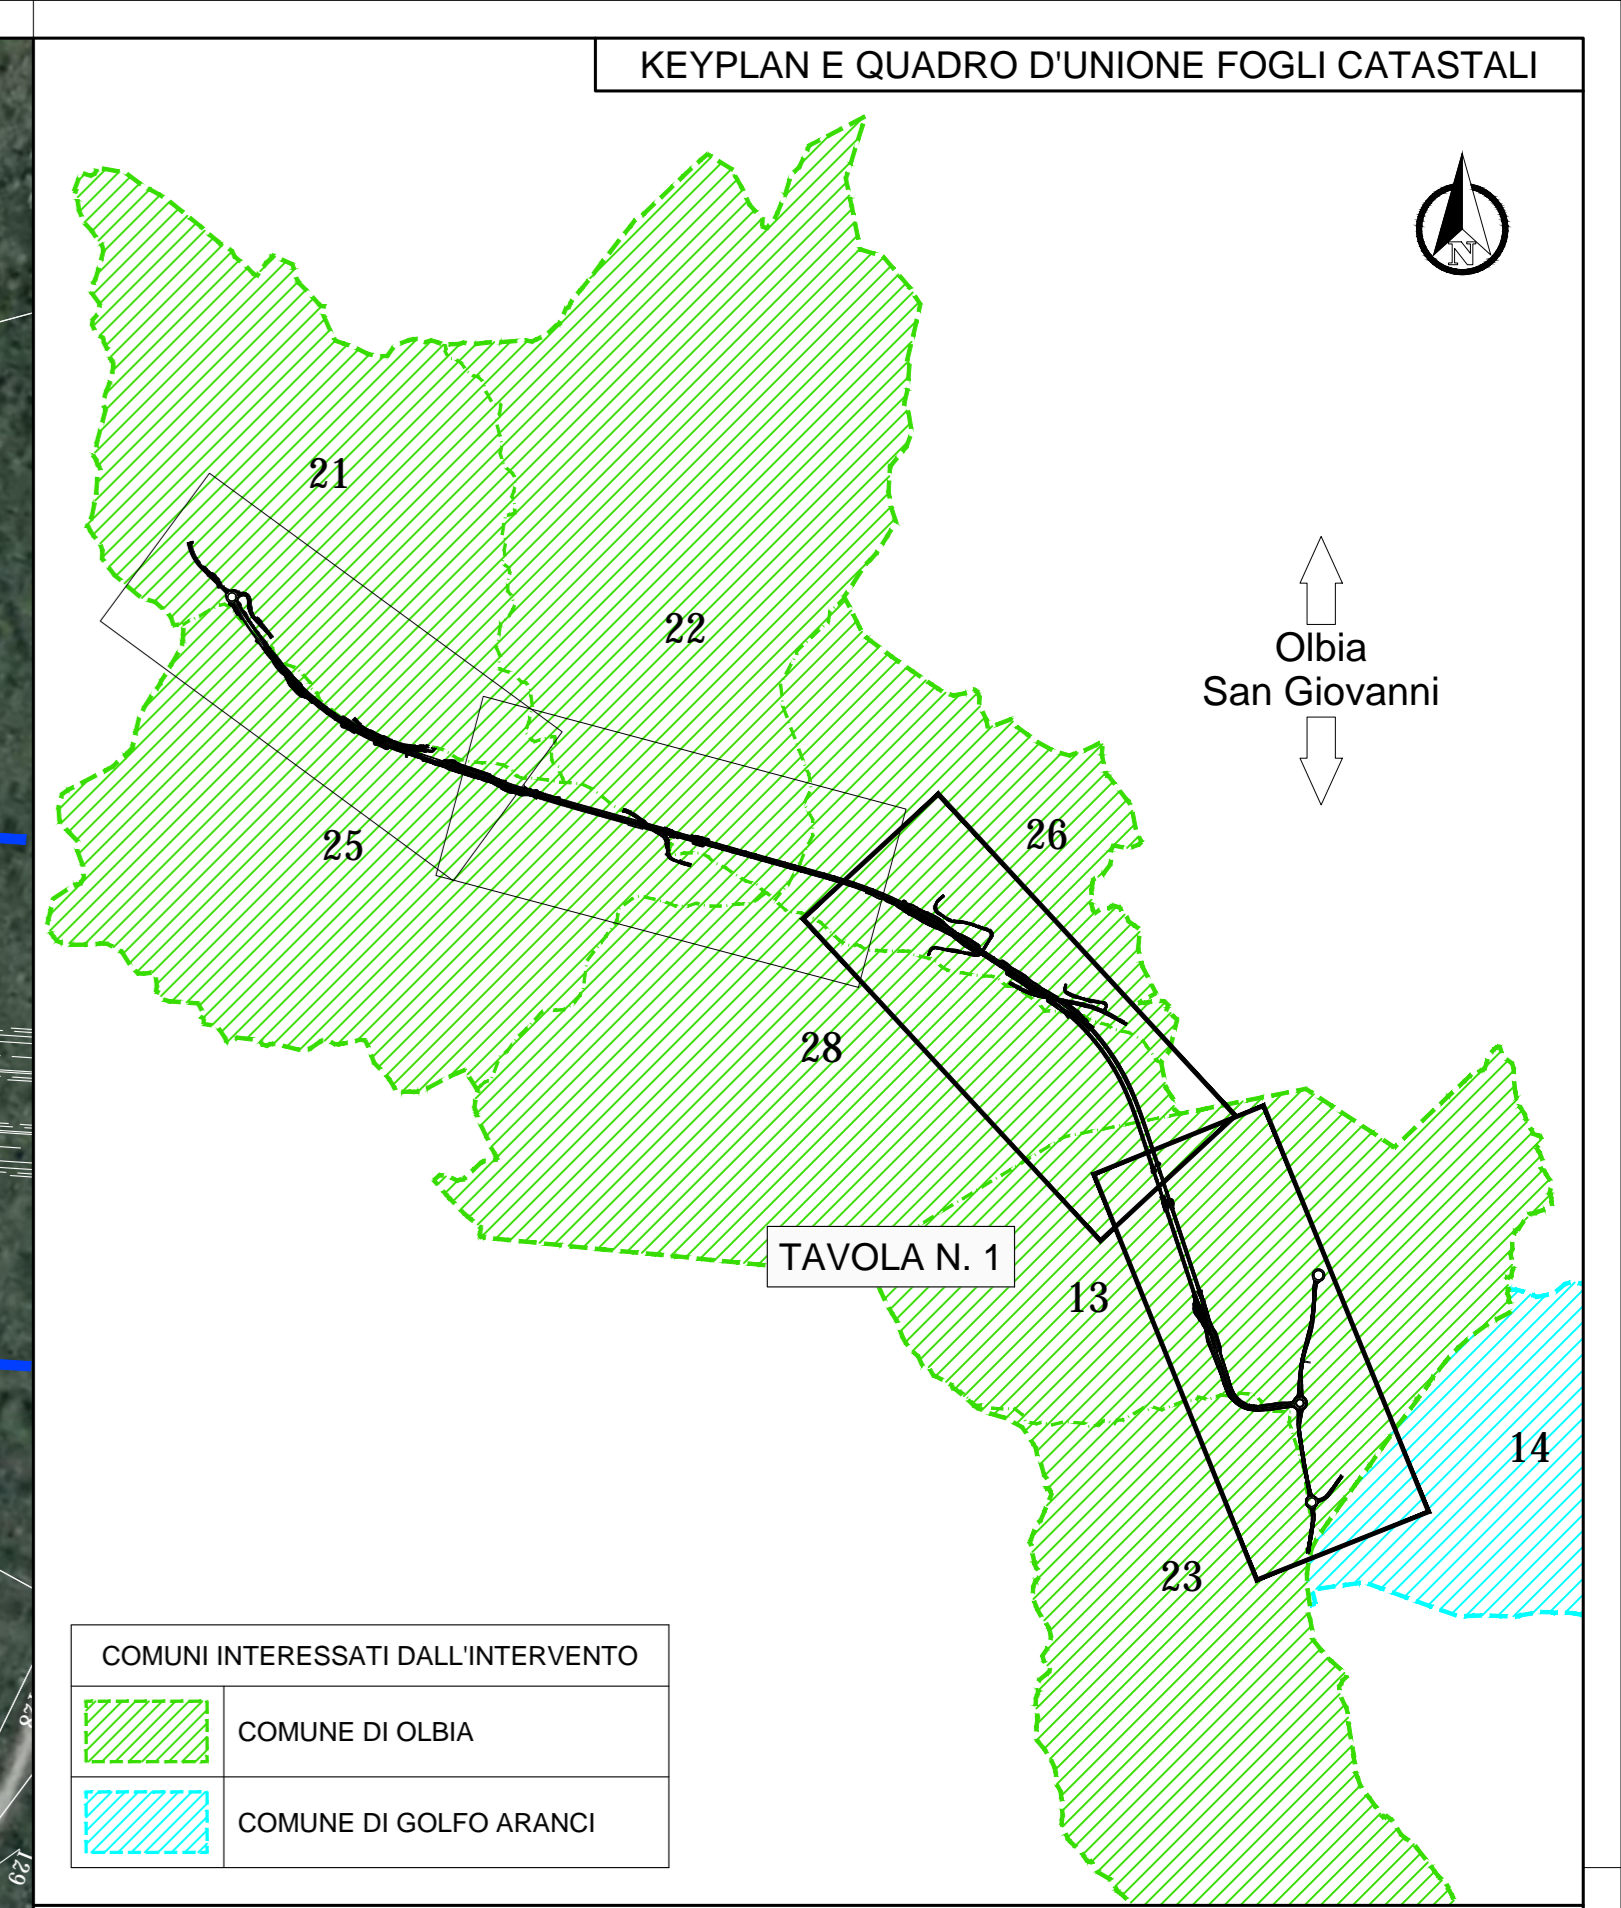 KEYPLAN E QUADRO D'UNIONE FOGLI CATASTALI
N
21
22
Olbia
San Giovanni
25
26
28
TAVOLA N. 1
13
14
23
COMUNI INTERESSATI DALL'INTERVENTO
COMUNE DI OLBIA
COMUNE DI GOLFO ARANCI
129